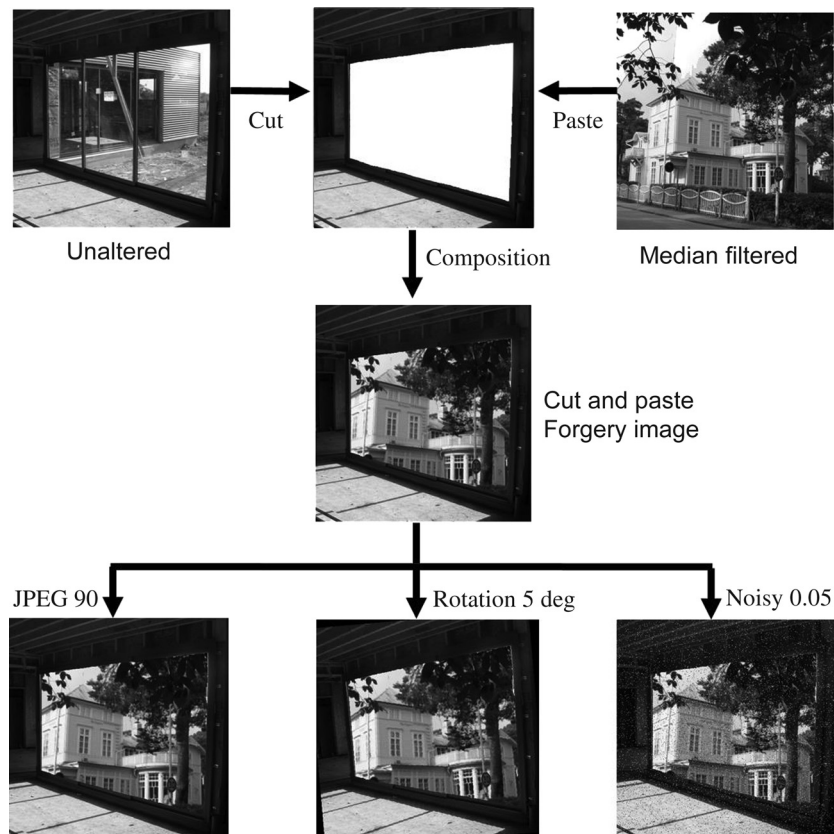 Cut
Paste
Unaltered
Median filtered
Composition
Cut and paste
Forgery image
JPEG 90
Rotation 5 deg
Noisy 0.05